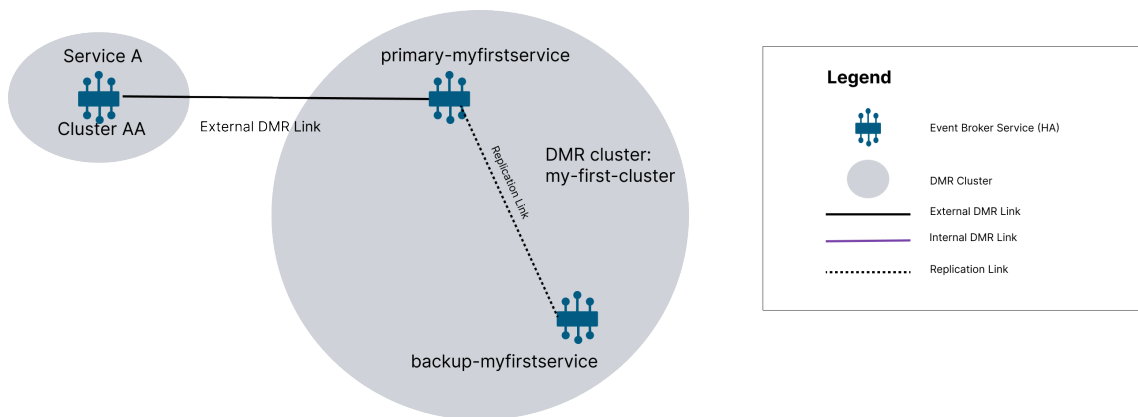 Service A
Cluster AA
External DMR Link
primary-myfirstservice
Replication Link
DMR cluster:
my-first-cluster
backup-myfirstservice
Legend
Event Broker Service (HA)
DMR Cluster
External DMR Link
Internal DMR Link
Replication Link